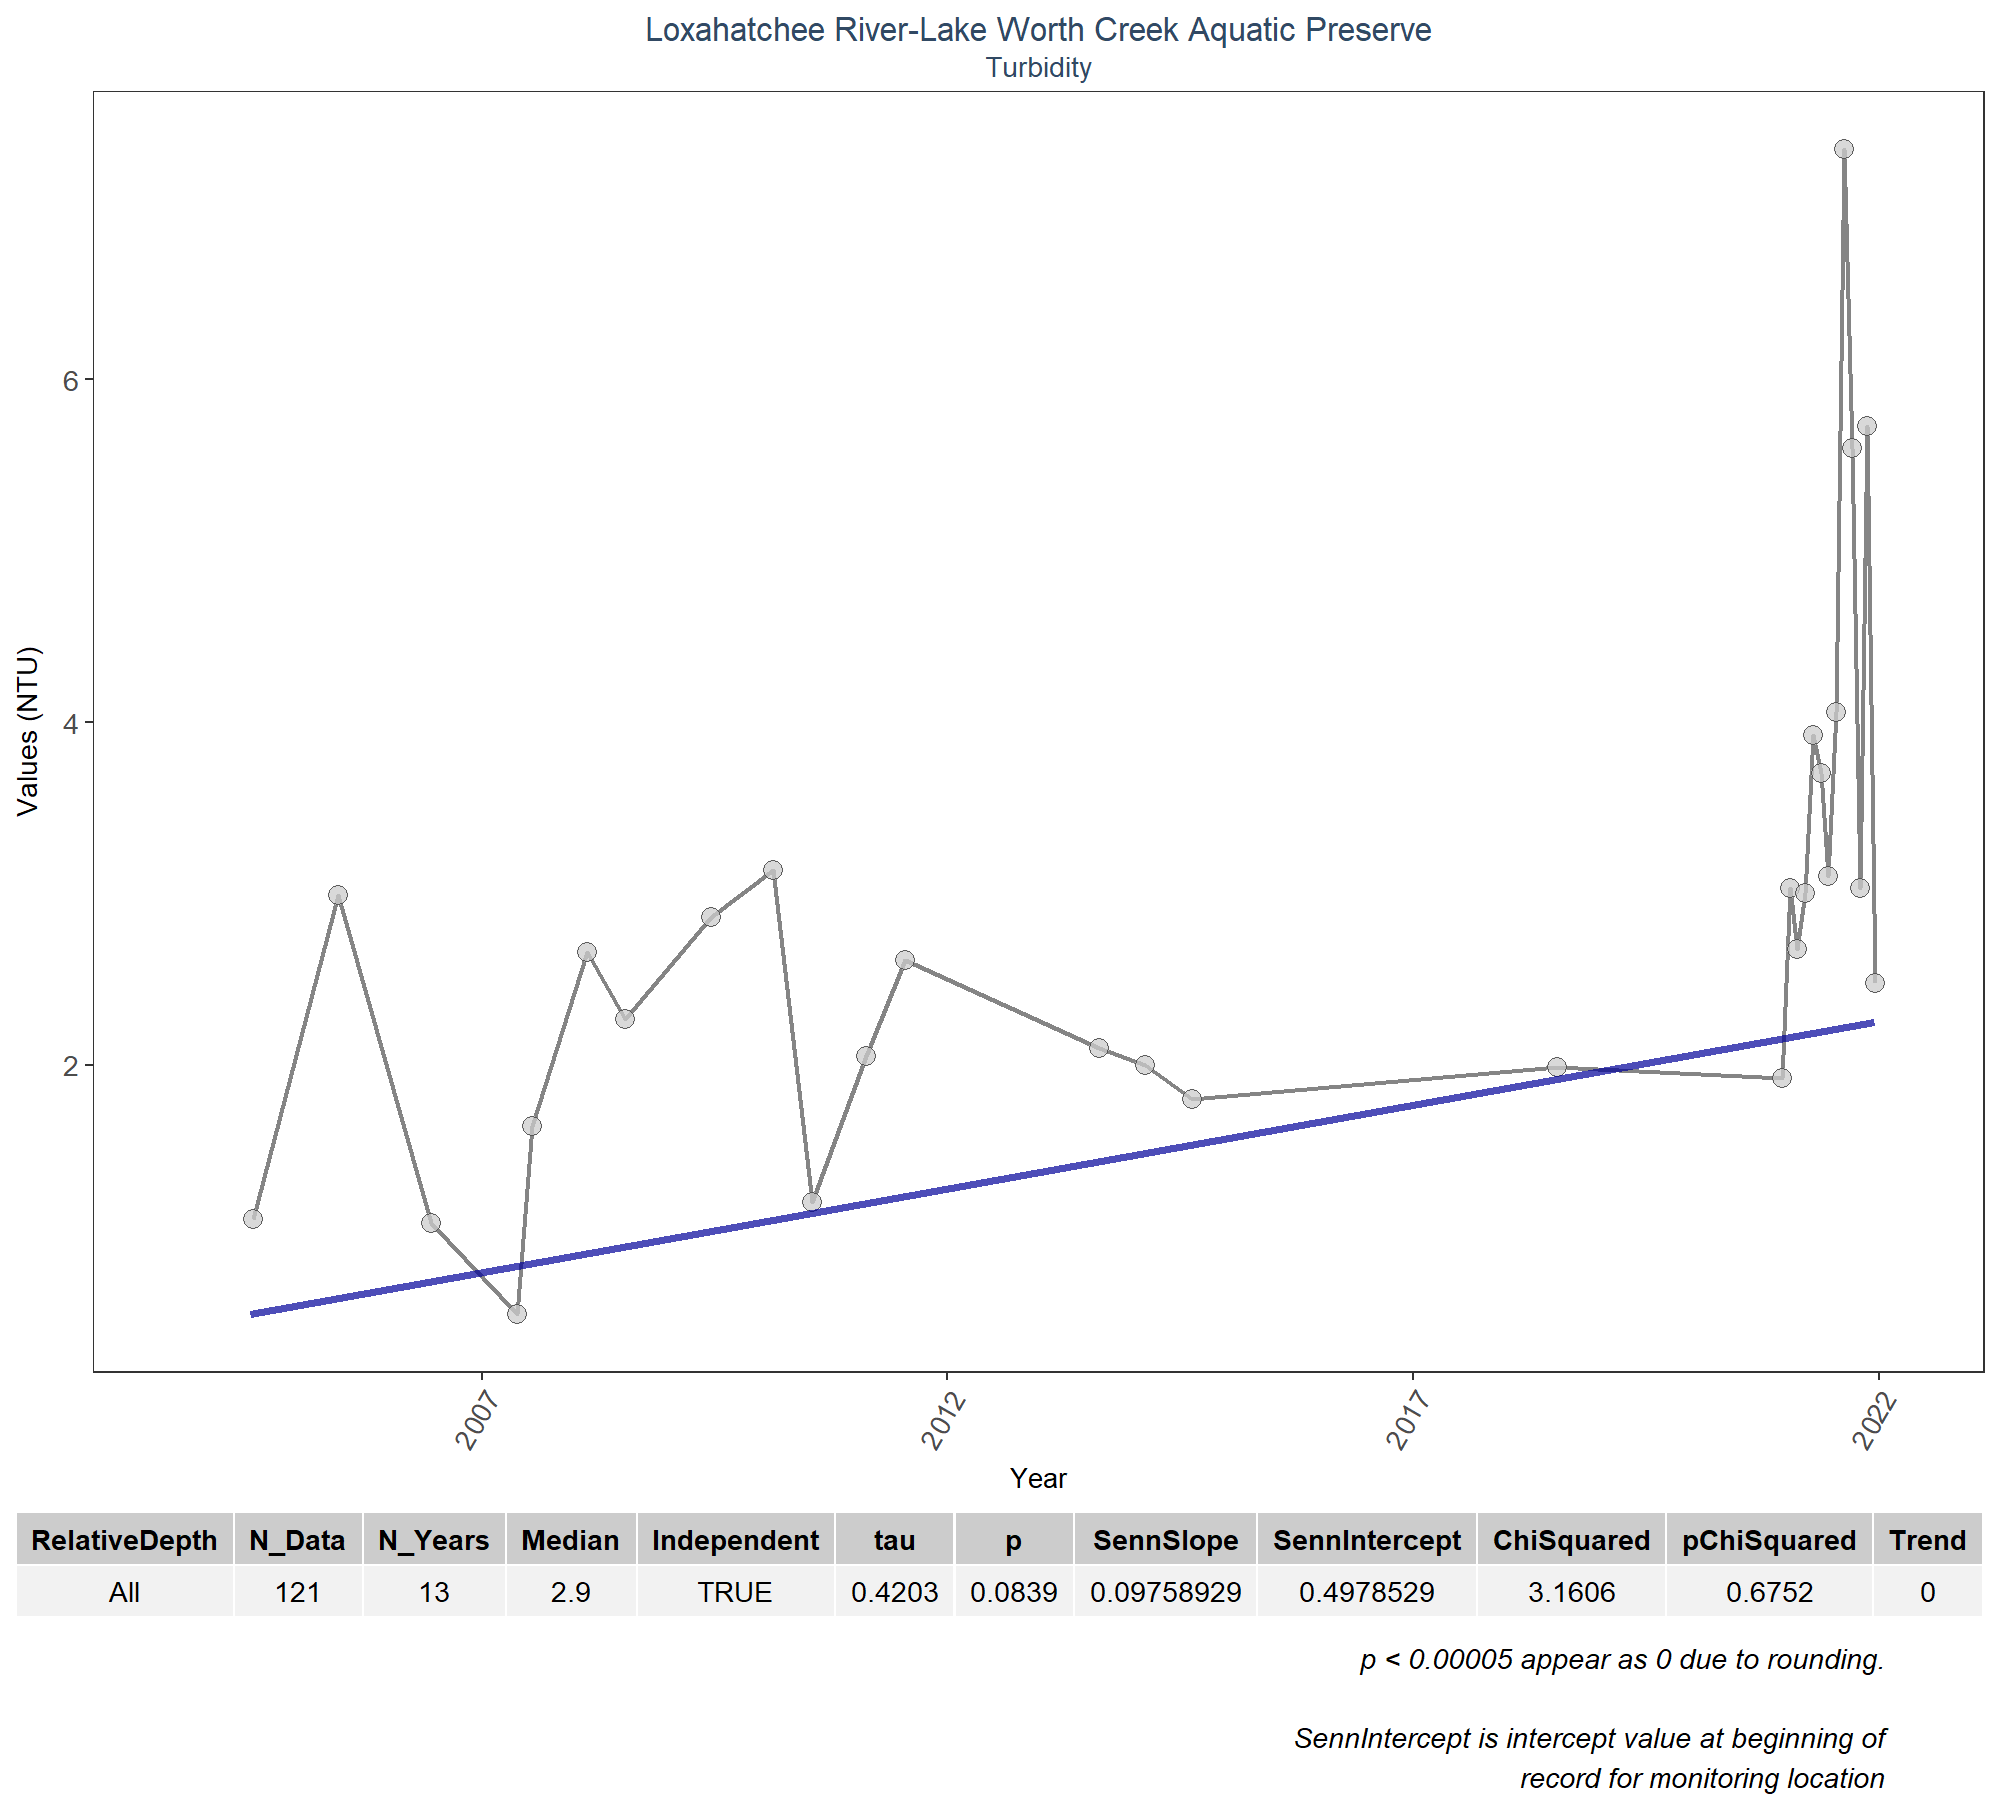 Loxahatchee River-Lake Worth Creek Aquatic Preserve
Turbidity
Values (NTU)
6
4
2
2007 2012 2017 2022
Year
RelativeDepth N_Data N_Years Median Independent tau p SennSlope SennIntercept ChiSquared pChiSquared Trend
All 121 13 2.9 TRUE 0.4203 0.0839 0.09758929 0.4978529 3.1606 0.6752 0
p < 0.00005 appear as 0 due to rounding.
SennIntercept is intercept value at beginning of
record for monitoring location